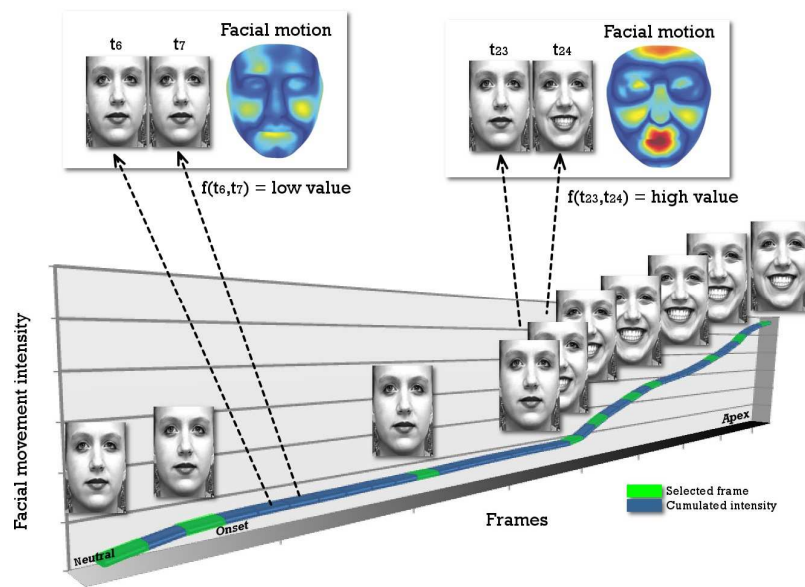 Facial motion
t6 t7
f(t6,t7) = low value
Facial motion
t23 t24
f(t23,t24) = high value
Facial movement intensity
Neutral
Onset
Apex
Frames
Selected frame
Cumulated intensity